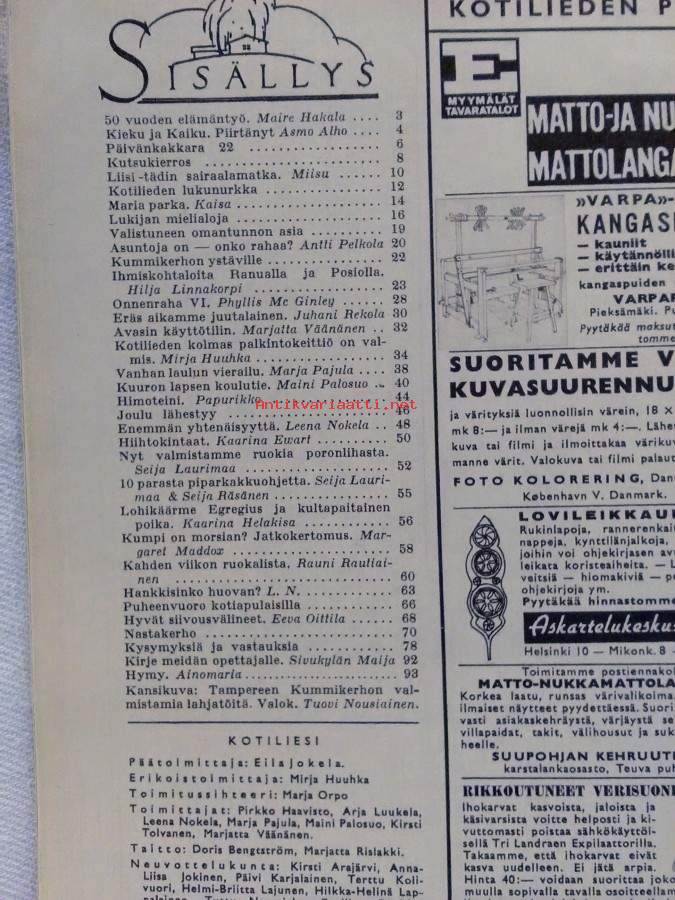 SISÄLLYS
50 vuoden elämäntyö. Maire Hakala .... 3
Kieku ja Kaiku. Piirtänyt Asmo Alho .... 4
Päivänkakkara 22 .................... 6
Kutsukierros ........................ 8
Liisi-tädin sairaalamatka. Miisu ...... 10
Kotilieden lukunurkka ............... 12
Maria parka. Kaisa .................. 14
Lukijan mielialoja .................. 16
Valistuneen omantunnon asia ......... 19
Asuntoja on — onko rahaa? Antti Pelkola 20
Kummikerhon ystäville ............... 22
Ihmiskohtaloita Ranualla ja Posiolla.
Hilja Linnakorpi .................. 23
Onnenraha VI. Phyllis Mc Ginley ...... 28
Eräs aikamme juutalainen. Juhani Rekola 30
Avasin käyttötilin. Marjatta Väänänen .. 32
Kotilieden kolmas palkintokeittiö on val-
mis. Mirja Huuhka ................. 34
Vanhan laulun vierailu. Marja Pajula .. 38
Kuuron lapsen koulutie. Maini Palosuo .. 40
Himoteini. Papurikko ................ 44
Antikvariaatti.net
Joulu lähestyy ......................
Enemmän yhtenäisyyttä. Leena Nokela .. 48
Hiihtokintaat. Kaarina Ewart ........ 50
Nyt valmistamme ruokia poronlihasta.
Seija Laurimaa .................... 52
10 parasta piparkakkuohjetta. Seija Lauri-
maa & Seija Räsänen ............... 55
Lohikäärme Egregius ja kultapaitainen
poika. Kaarina Helakisa ........... 56
Kumpi on morsian? Jatkokertomus. Mar-
garet Maddox ...................... 58
Kahden viikon ruokalista. Rauni Rautiai-
nen ............................... 60
Hankkisinko huovan? L. N. ........... 63
Puheenvuoro kotiapulaisilla ......... 66
Hyvät siivousvälineet. Eeva Oittila ... 68
Nastakerho .......................... 70
Kysymyksiä ja vastauksia ............ 78
Kirje meidän opettajalle. Sivukylän Maija 92
Hymy. Ainomaria ..................... 93
Kansikuva: Tampereen Kummikerhon val-
mistamia lahjatöitä. Valok. Tuovi Nousiainen.
KOTILIESI
Päätoimittaja: Eila Jokela.
Erikoistoimittaja: Mirja Huuhka
Toimitussihteeri: Marja Orpo
Toimittajat: Pirkko Haavisto, Arja Luukela,
Leena Nokela, Marja Pajula, Maini Palosuo, Kirsti
Tolvanen, Marjatta Väänänen.
Taitto: Doris Bengtström, Marjatta Rislakki.
Neuvottelukunta: Kirsti Arajärvi, Anna-
Liisa Jokinen, Päivi Karjalainen, Terttu Koli-
vuori, Helmi-Briitta Lajunen, Hilkka-Helinä Lap-
KOTILIEDEN P
E
MYYMÄLÄT
TAVARATALOT
MATTO-JA NU
MATTOLANGA
»VARPA»-
KANGASP
— kauniit
— käytännölli
— erittäin ke
kangaspuiden
VARPA
Pieksämäki. Pu
Pyytäkää maksut
tomme
SUORITAMME V
KUVASUURENNU
ja värityksiä luonnollisin värein, 18 x
mk 8:— ja ilman värejä mk 4:—. Lähe
kuva tai filmi ja ilmoittakaa värikuv
manne värit. Valokuva tai filmi palaut
FOTO KOLORERING, Dan
København V. Danmark.
LOVILEIKKAU
Rukinlapoja, rannerenkait
nappeja, kynttilänjalkoja,
joihin voi ohjekirjasen avu
leikata koristeaiheita. — L
veitsiä — hiomakiviä — pe
ohjekirjoja ym.
Pyytäkää hinnastomme
Askartelukesku
Helsinki 10 — Mikonk. 8 —
Toimitamme postiennakoi
MATTO-NUKKAMATTOLA
Korkea laatu, runsas värivalikoima.
ilmaiset näytteet pyydettäessä. Suori
vasti asiakaskehräystä, värjäystä se
villapaidat, takit, välihousut ja suk
heelle.
SUUPOHJAN KEHRUUT
karstalankaosasto, Teuva puh
RIKKOUTUNEET VERISUONE
Ihokarvat kasvoista, jaloista ja
käsivarsista voitte helposti ja ki-
vuttomasti poistaa sähkökäyttöi-
sellä Tri Landraen Expilaattorilla.
Takaamme, että ihokarvat eivät
kasva uudelleen. Ei jätä arpia.
Hinta 40:— voidaan suorittaa joko
muulla sopivalla tavalla osoitteellam